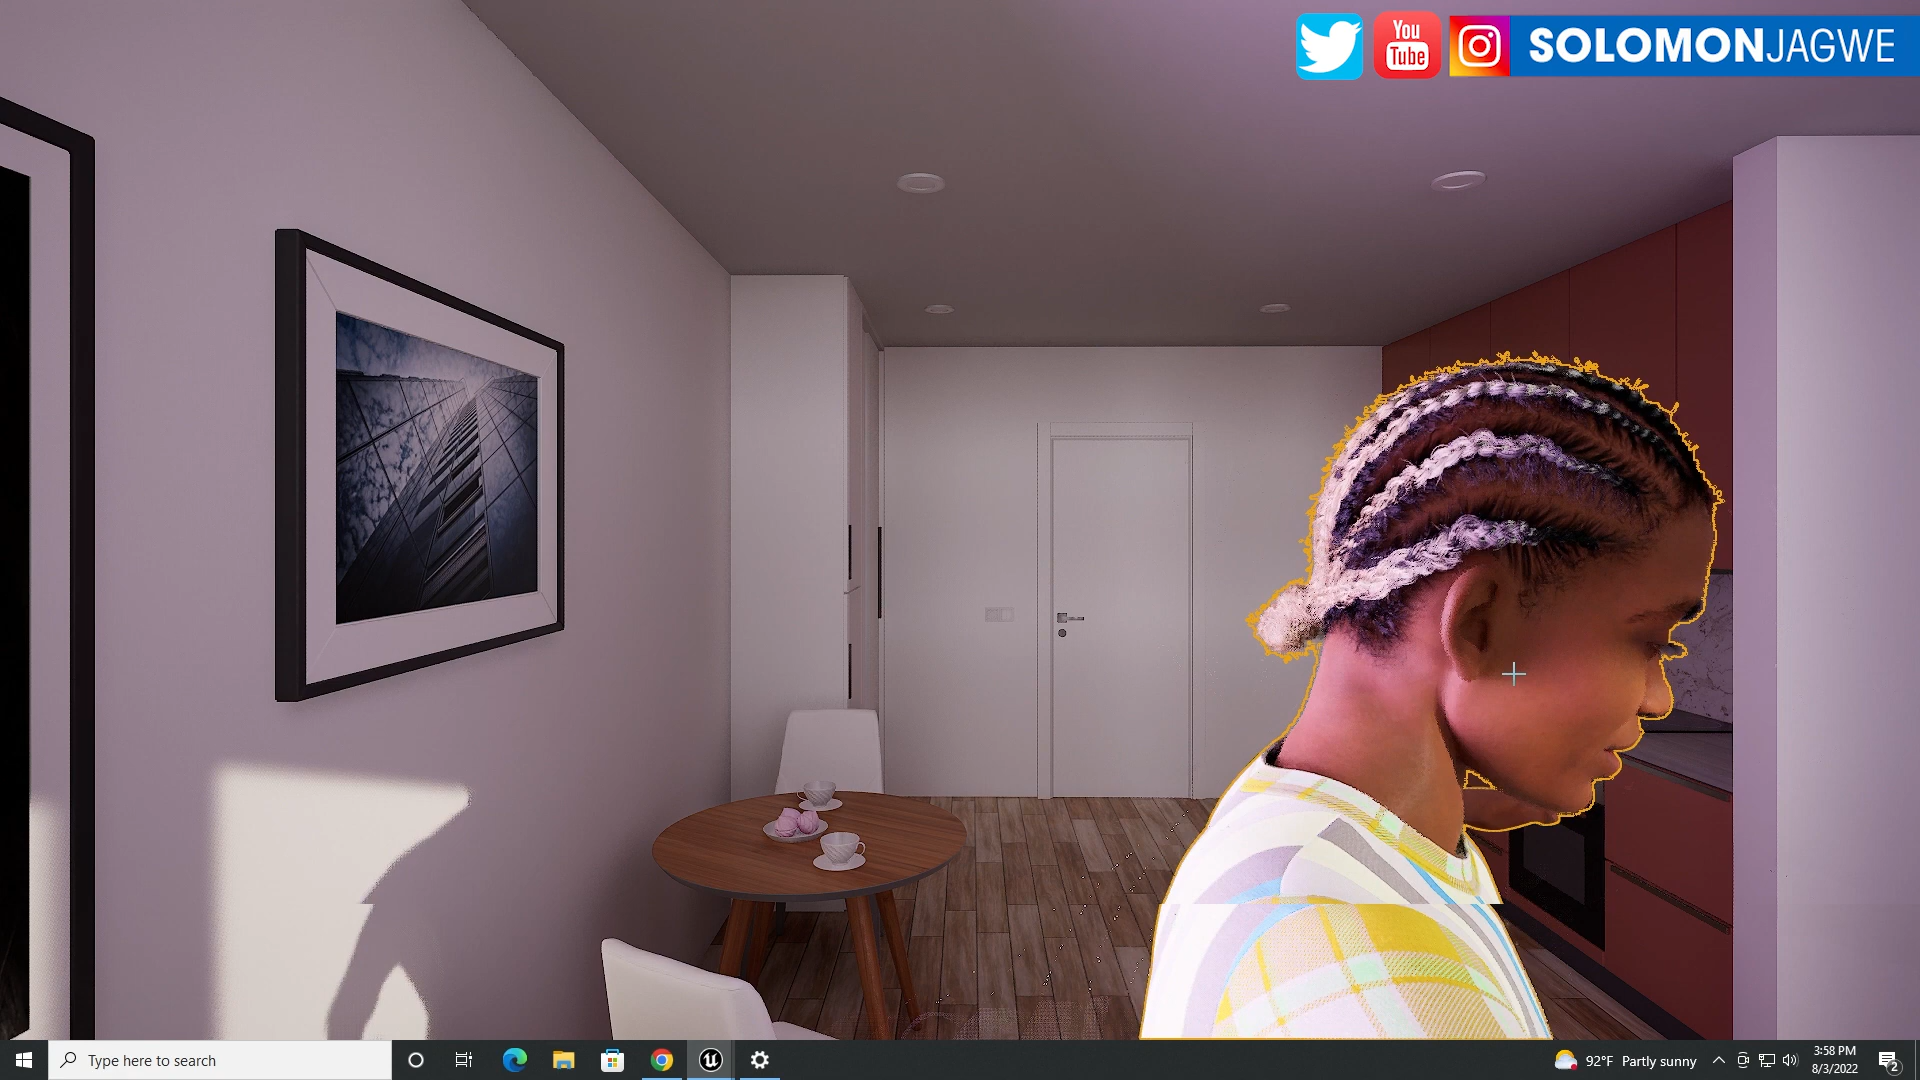 You
Tube
SOLOMONJAGWE
Type here to search
92°F Partly sunny
3:58 PM
8/3/2022
2